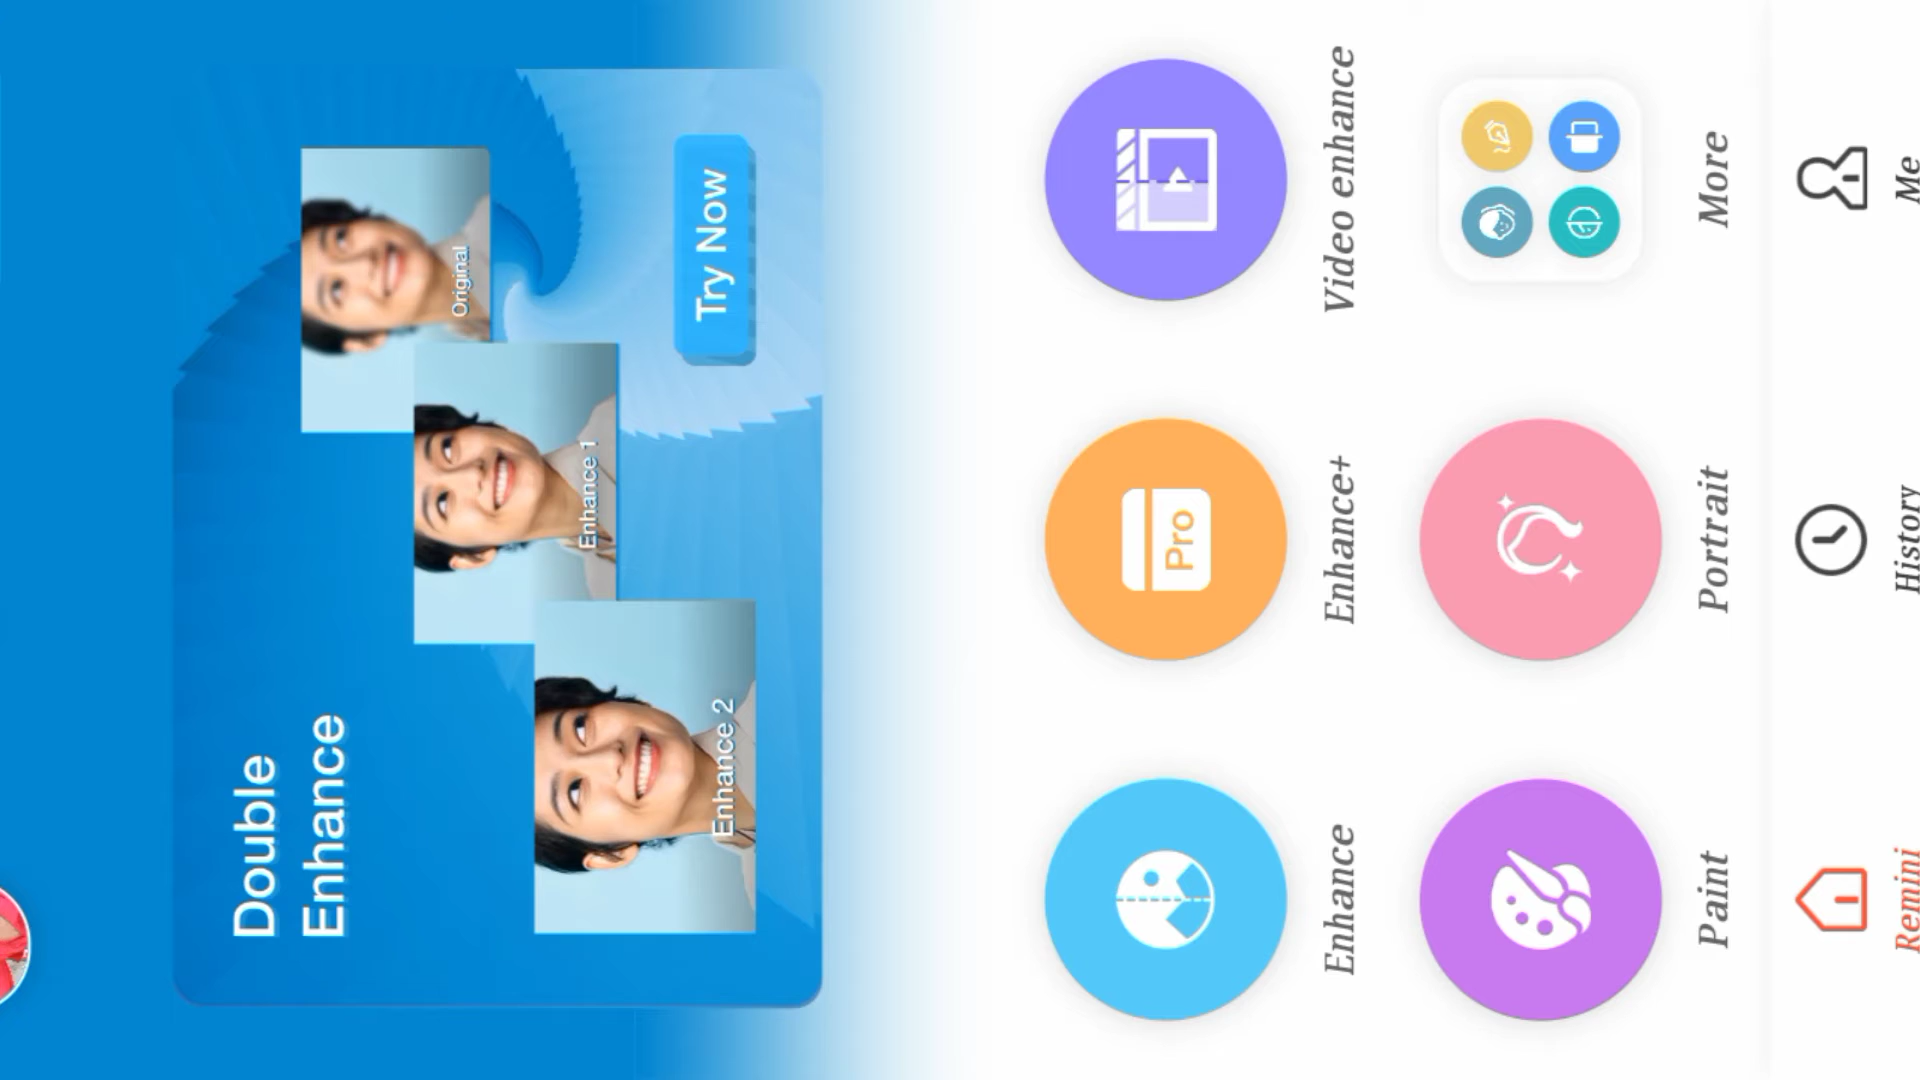 Double
Enhance
Original
Enhance 1
Enhance 2
Try Now
Enhance
Pro
Enhance+
Video enhance
Paint
Portrait
More
Remini
History
Me